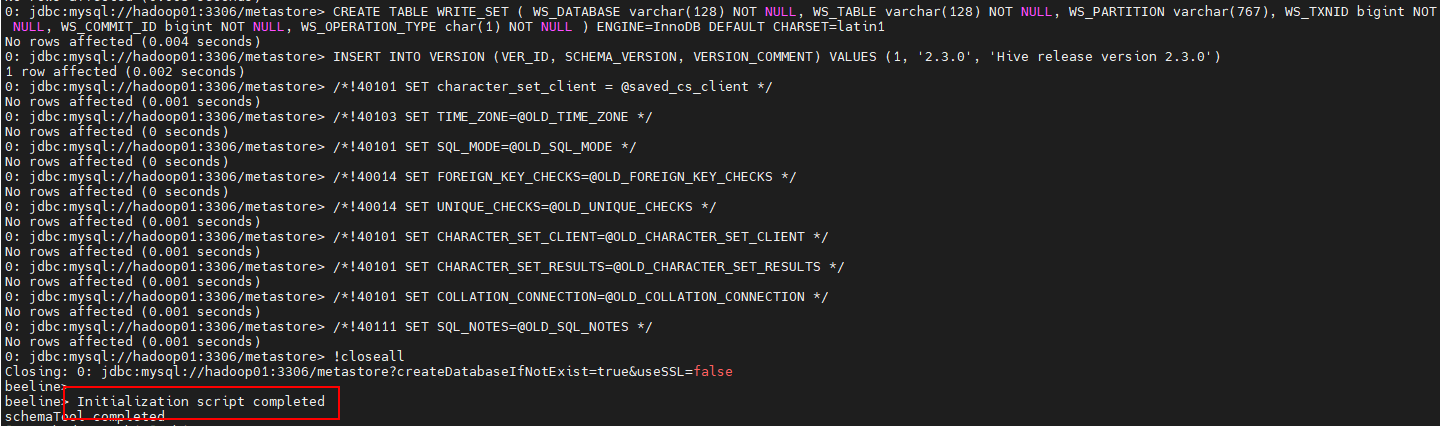 0: jdbc:mysql://hadoop01:3306/metastore> CREATE TABLE WRITE_SET ( WS_DATABASE varchar(128) NOT NULL, WS_TABLE varchar(128) NOT NULL, WS_PARTITION varchar(767), WS_TXNID bigint NOT
NULL, WS_COMMIT_ID bigint NOT NULL, WS_OPERATION_TYPE char(1) NOT NULL ) ENGINE=InnoDB DEFAULT CHARSET=latin1
No rows affected (0.004 seconds)
0: jdbc:mysql://hadoop01:3306/metastore> INSERT INTO VERSION (VER_ID, SCHEMA_VERSION, VERSION_COMMENT) VALUES (1, '2.3.0', 'Hive release version 2.3.0')
1 row affected (0.002 seconds)
0: jdbc:mysql://hadoop01:3306/metastore> /*!40101 SET character_set_client = @saved_cs_client */
No rows affected (0.001 seconds)
0: jdbc:mysql://hadoop01:3306/metastore> /*!40103 SET TIME_ZONE=@OLD_TIME_ZONE */
No rows affected (0 seconds)
0: jdbc:mysql://hadoop01:3306/metastore> /*!40101 SET SQL_MODE=@OLD_SQL_MODE */
No rows affected (0 seconds)
0: jdbc:mysql://hadoop01:3306/metastore> /*!40014 SET FOREIGN_KEY_CHECKS=@OLD_FOREIGN_KEY_CHECKS */
No rows affected (0 seconds)
0: jdbc:mysql://hadoop01:3306/metastore> /*!40014 SET UNIQUE_CHECKS=@OLD_UNIQUE_CHECKS */
No rows affected (0.001 seconds)
0: jdbc:mysql://hadoop01:3306/metastore> /*!40101 SET CHARACTER_SET_CLIENT=@OLD_CHARACTER_SET_CLIENT */
No rows affected (0.001 seconds)
0: jdbc:mysql://hadoop01:3306/metastore> /*!40101 SET CHARACTER_SET_RESULTS=@OLD_CHARACTER_SET_RESULTS */
No rows affected (0.001 seconds)
0: jdbc:mysql://hadoop01:3306/metastore> /*!40101 SET COLLATION_CONNECTION=@OLD_COLLATION_CONNECTION */
No rows affected (0.001 seconds)
0: jdbc:mysql://hadoop01:3306/metastore> /*!40111 SET SQL_NOTES=@OLD_SQL_NOTES */
No rows affected (0.001 seconds)
0: jdbc:mysql://hadoop01:3306/metastore> !closeall
Closing: 0: jdbc:mysql://hadoop01:3306/metastore?createDatabaseIfNotExist=true&useSSL=false
beeline>
beeline> Initialization script completed
schemaTool completed